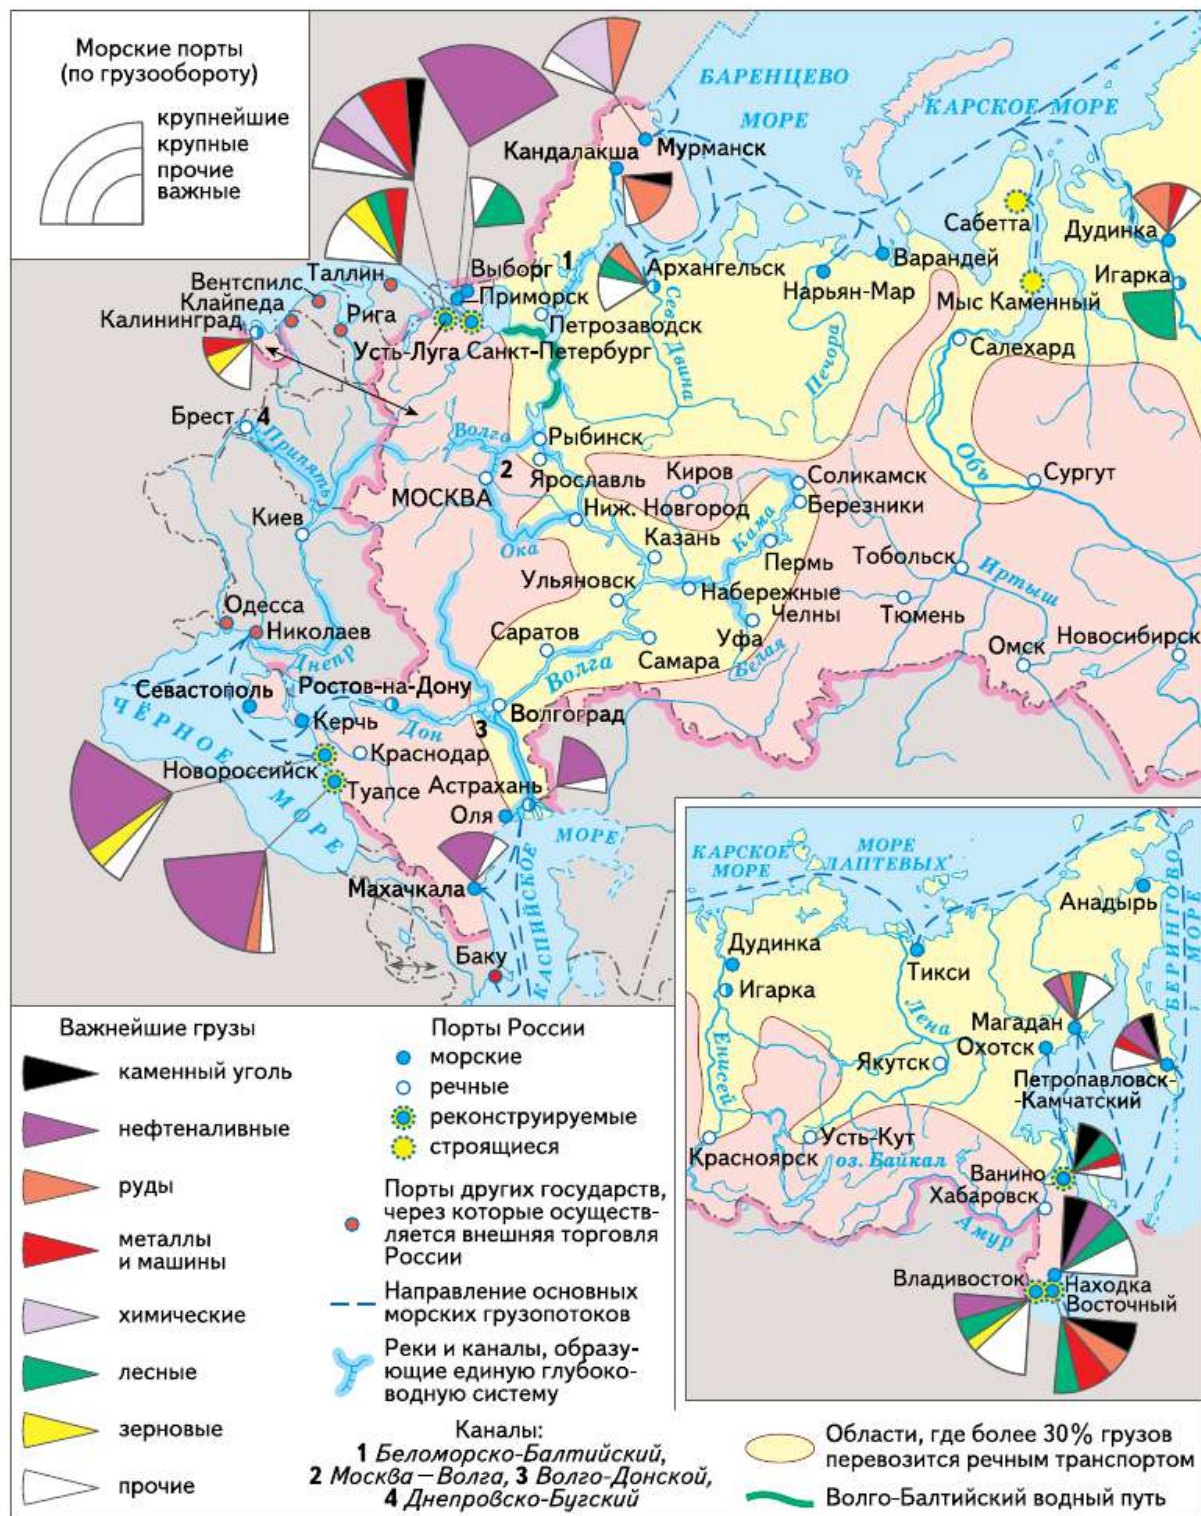 Морские порты
(по грузообороту)
крупнейшие
крупные
прочие
важные
БАРЕНЦЕВО
МОРЕ
КАРСКОЕ МОРЕ
Кандалакша
Мурманск
Сабетта
Дудинка
Варандей
Нарьян-Мар
Мыс Каменный
Игарка
Вентспилс
Таллин
Клайпеда
Калининград
Рига
Выборг
1
Приморск
Архангельск
Петрозаводск
Усть-Луга
Санкт-Петербург
Сев. Двина
Печора
Салехард
Брест
4
Припять
Волга
Рыбинск
2
Ярославль
МОСКВА
Киров
Соликамск
Березники
Обь
Сургут
Ниж. Новгород
Киев
Ока
Казань
Кама
Пермь
Тобольск
Иртыш
Ульяновск
Набережные
Челны
Тюмень
Одесса
Николаев
Днепр
Саратов
Волга
Самара
Уфа
Белая
Омск
Новосибирск
Севастополь
Ростов-на-Дону
Волгоград
ЧЁРНОЕ
МОРЕ
Керчь
Дон
3
Краснодар
Новороссийск
Туапсе
Астрахань
Оля
КАСПИЙСКОЕ
МОРЕ
Махачкала
Баку
КАРСКОЕ
МОРЕ
МОРЕ
ЛАПТЕВЫХ
БЕРИНГОВО
МОРЕ
Анадырь
Дудинка
Тикси
Игарка
Лена
Магадан
Охотск
Енисей
Якутск
Петропавловск-
-Камчатский
Красноярск
Усть-Кут
оз. Байкал
Ванино
Хабаровск
Амур
Владивосток
Находка
Восточный
Важнейшие грузы
каменный уголь
нефтеналивные
руды
металлы
и машины
химические
лесные
зерновые
прочие
Порты России
морские
речные
реконструируемые
строящиеся
Порты других государств,
через которые осуществ-
ляется внешняя торговля
России
Направление основных
морских грузопотоков
Реки и каналы, образу-
ющие единую глубоко-
водную систему
Каналы:
1 Беломорско-Балтийский,
2 Москва – Волга, 3 Волго-Донской,
4 Днепровско-Бугский
Области, где более 30% грузов
перевозится речным транспортом
Волго-Балтийский водный путь